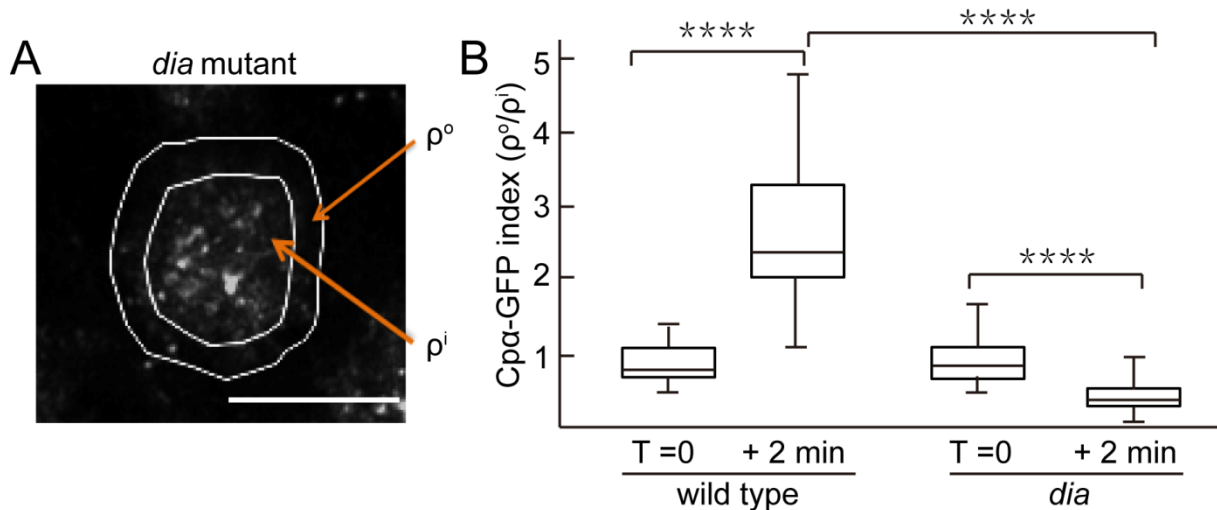 A
dia mutant
ρᵒ
ρⁱ
B
Cpα-GFP index (ρᵒ/ρⁱ)
5
4
3
2
1
****
****
****
T =0
+ 2 min
T =0
+ 2 min
wild type
dia